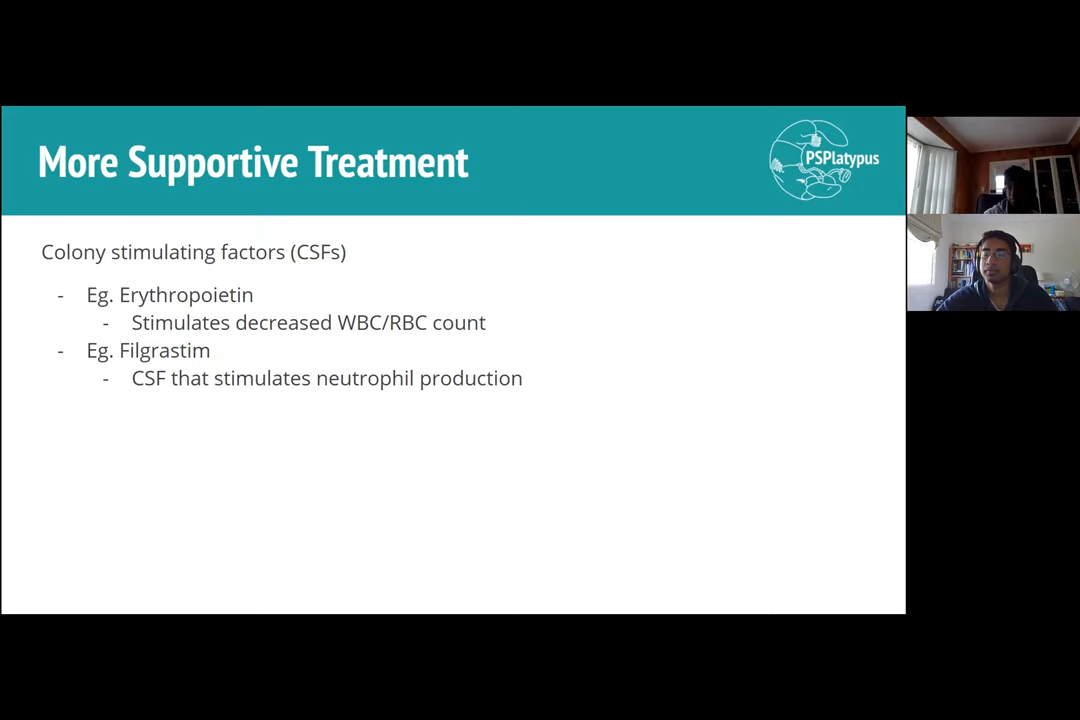 More Supportive Treatment
PSPlatypus
Colony stimulating factors (CSFs)
- Eg. Erythropoietin
- Stimulates decreased WBC/RBC count
- Eg. Filgrastim
- CSF that stimulates neutrophil production